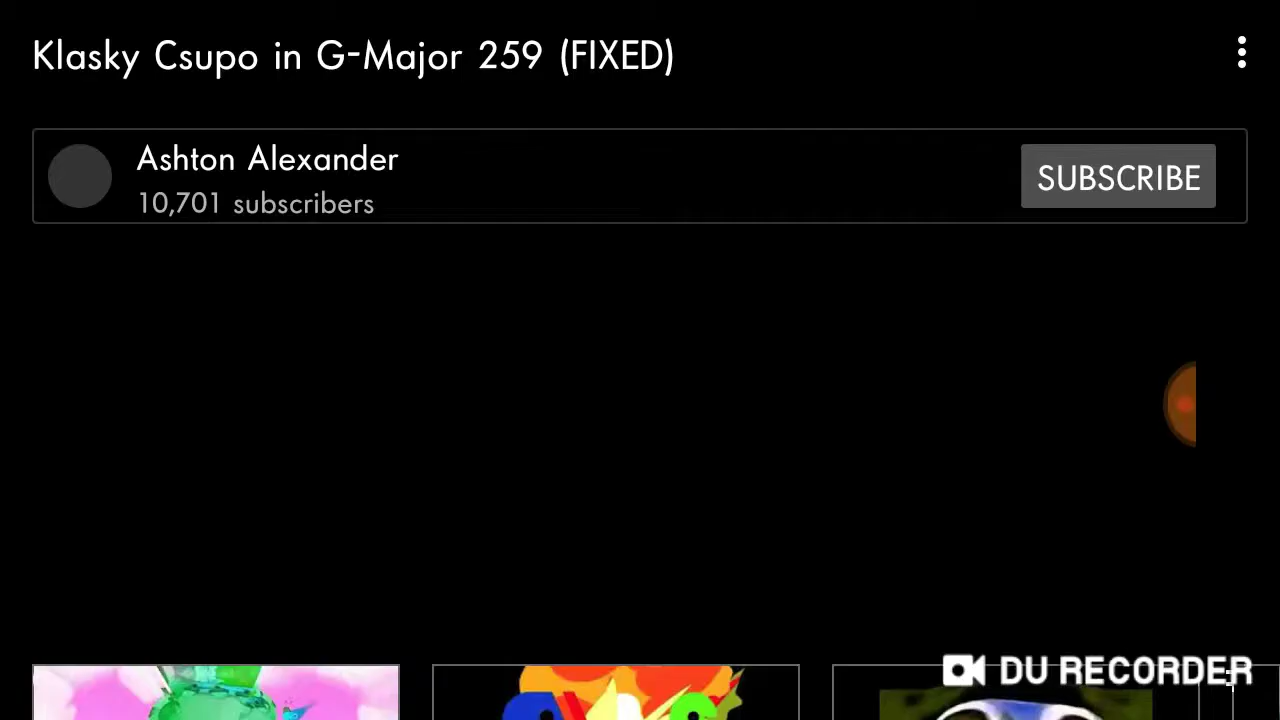 Klasky Csupo in G-Major 259 (FIXED)
Ashton Alexander
10,701 subscribers
SUBSCRIBE
DU RECORDER